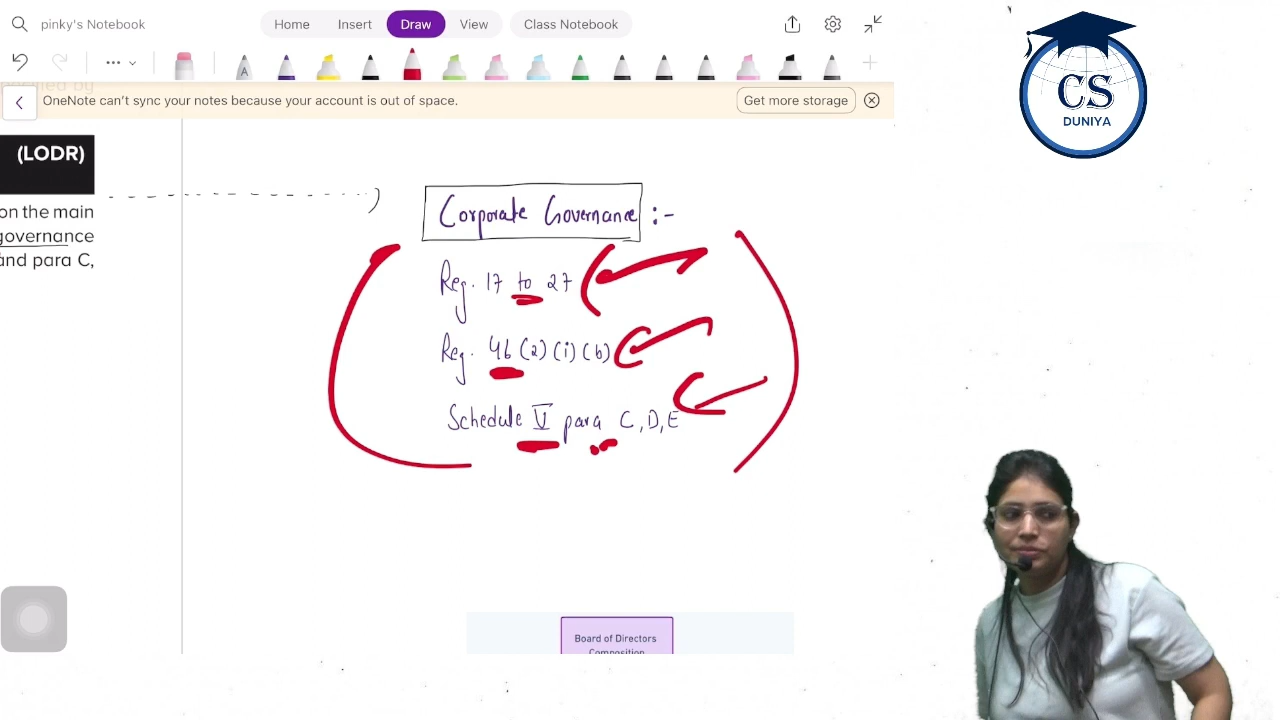 pinky's Notebook
Home Insert Draw View Class Notebook
A
OneNote can't sync your notes because your account is out of space.
Get more storage
(LODR)
on the main
governance
and para C,
Corporate Governance :-
Reg. 17 to 27
Reg. 46 (2) (i) (b)
Schedule V para C, D, E
Board of Directors
Composition
CS
DUNIYA